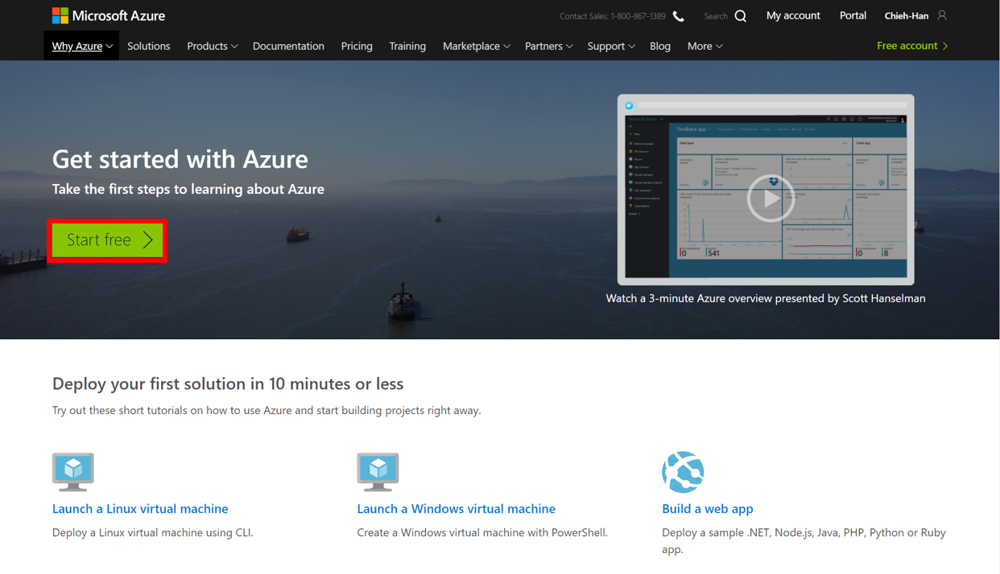 Microsoft Azure
Contact Sales: 1-800-867-1389
Search
My account
Portal
Chieh-Han
Why Azure
Solutions
Products
Documentation
Pricing
Training
Marketplace
Partners
Support
Blog
More
Free account
Get started with Azure
Take the first steps to learning about Azure
Start free
Microsoft Azure
Feedback app
Data layer
Client app
0
541
0
8
Watch a 3-minute Azure overview presented by Scott Hanselman
Deploy your first solution in 10 minutes or less
Try out these short tutorials on how to use Azure and start building projects right away.
Launch a Linux virtual machine
Deploy a Linux virtual machine using CLI.
Launch a Windows virtual machine
Create a Windows virtual machine with PowerShell.
Build a web app
Deploy a sample .NET, Node.js, Java, PHP, Python or Ruby
app.